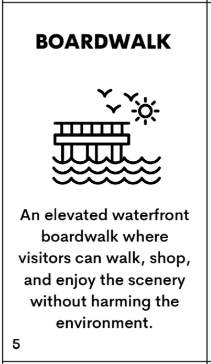 BOARDWALK
An elevated waterfront
boardwalk where
visitors can walk, shop,
and enjoy the scenery
without harming the
environment.
5